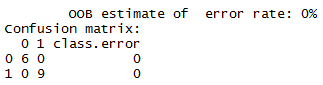 OOB estimate of  error rate: 0%
Confusion matrix:
  0 1 class.error
0 6 0           0
1 0 9           0